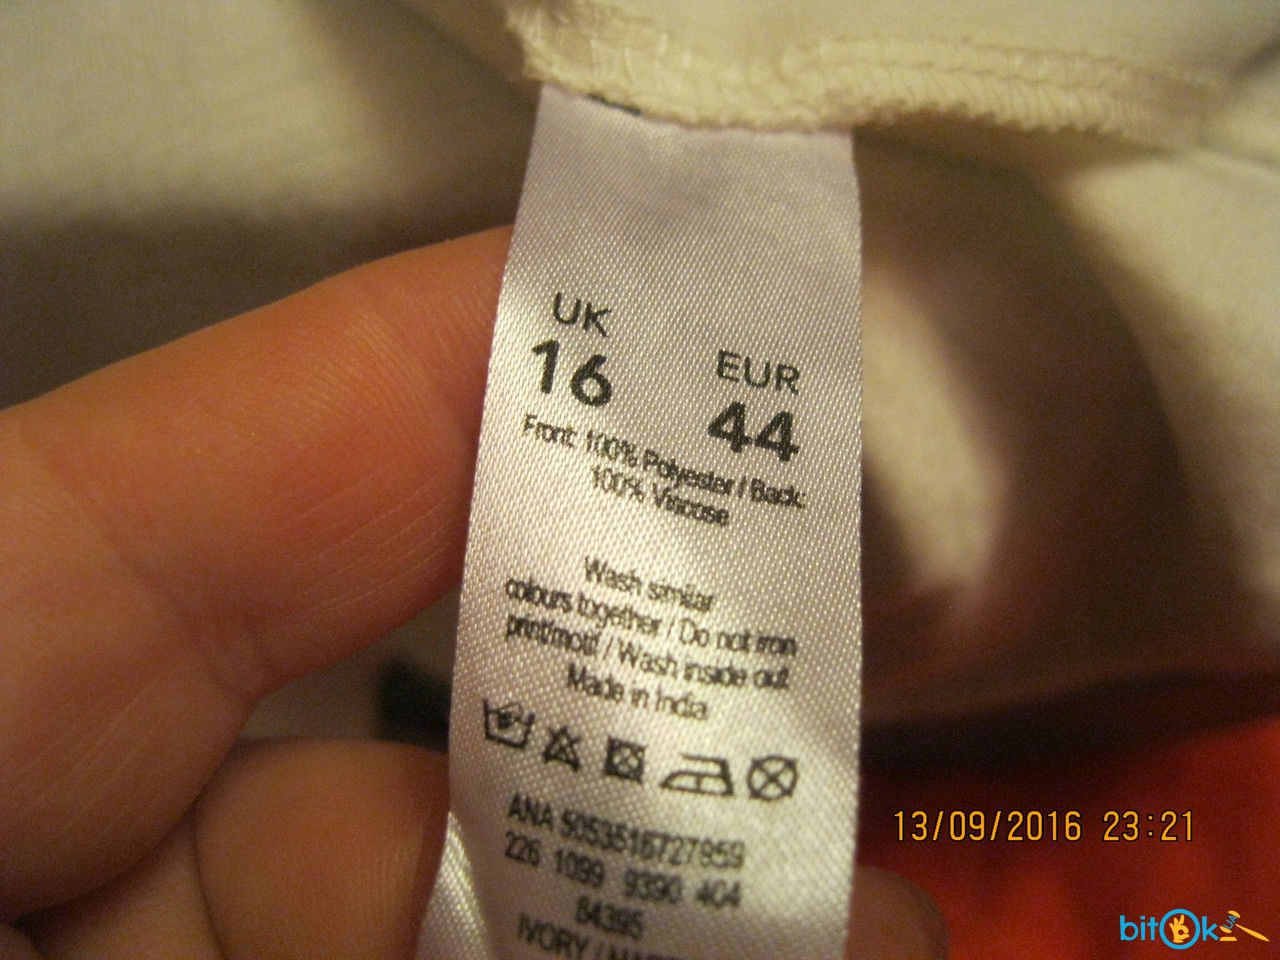 UK
16
EUR
44
Front: 100% Polyester / Back:
100% Viscose
Wash similar
colours together / Do not iron
print/motif / Wash inside out
Made in India
ANA 5053516727959
226 1099 9390 404
84395
IVORY /
13/09/2016 23:21
bitOk
UA